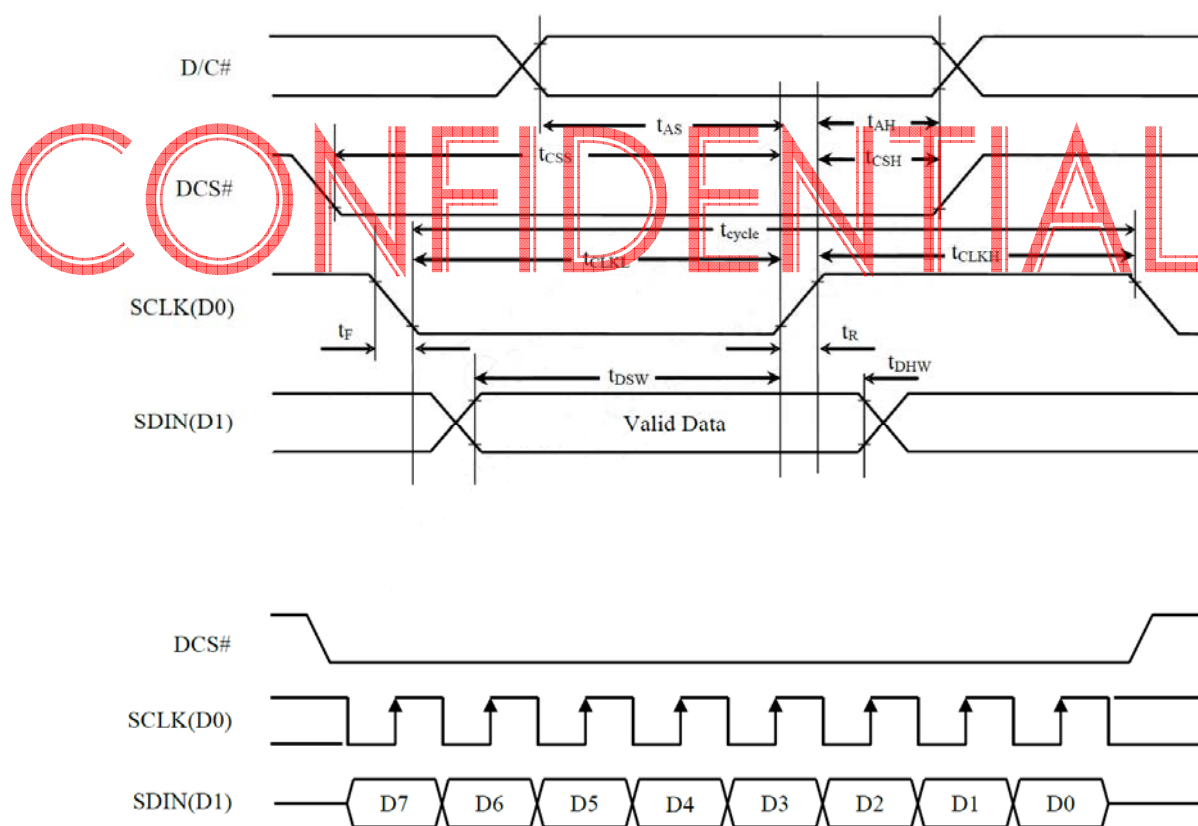 D/C#
tAS
tAH
CONFIDENTIAL
tCSS
tCSH
DCS#
tcycle
tCLKL
tCLKH
SCLK(D0)
tF
tR
tDSW
tDHW
SDIN(D1)
Valid Data
DCS#
SCLK(D0)
SDIN(D1) D7 D6 D5 D4 D3 D2 D1 D0